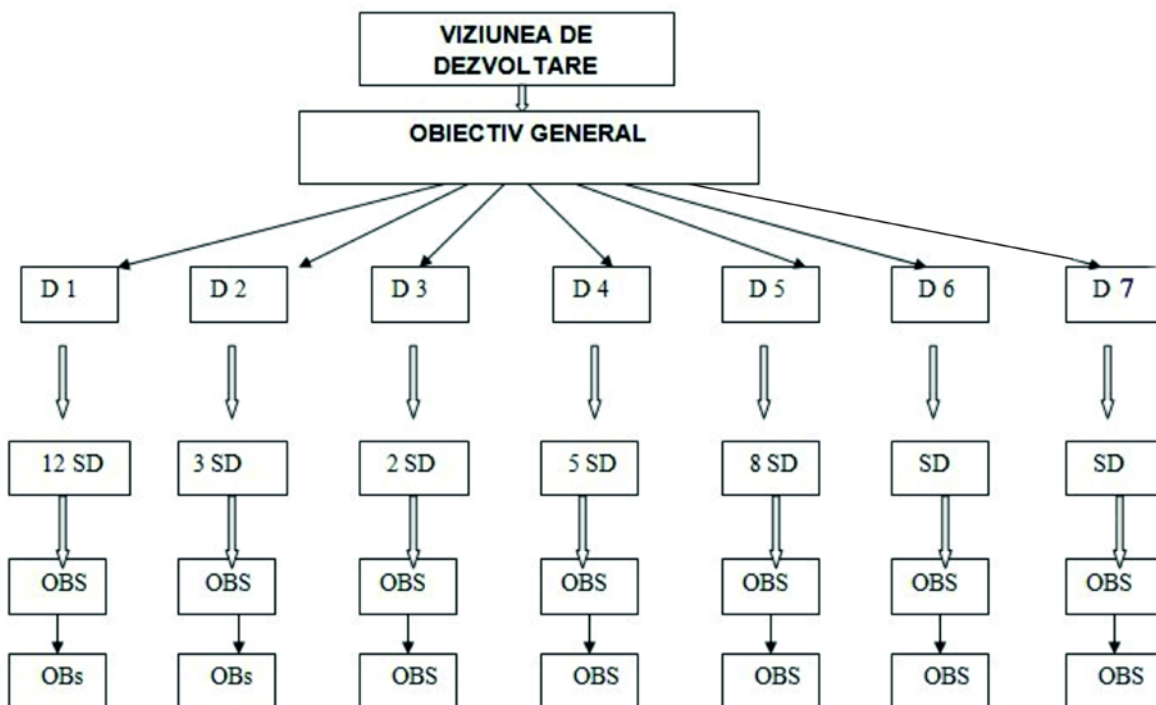 VIZIUNEA DE
DEZVOLTARE
OBIECTIV GENERAL
D 1 D 2 D 3 D 4 D 5 D 6 D 7
12 SD 3 SD 2 SD 5 SD 8 SD SD SD
OBS OBS OBS OBS OBS OBS OBS
OBs OBs OBS OBS OBS OBS OBS